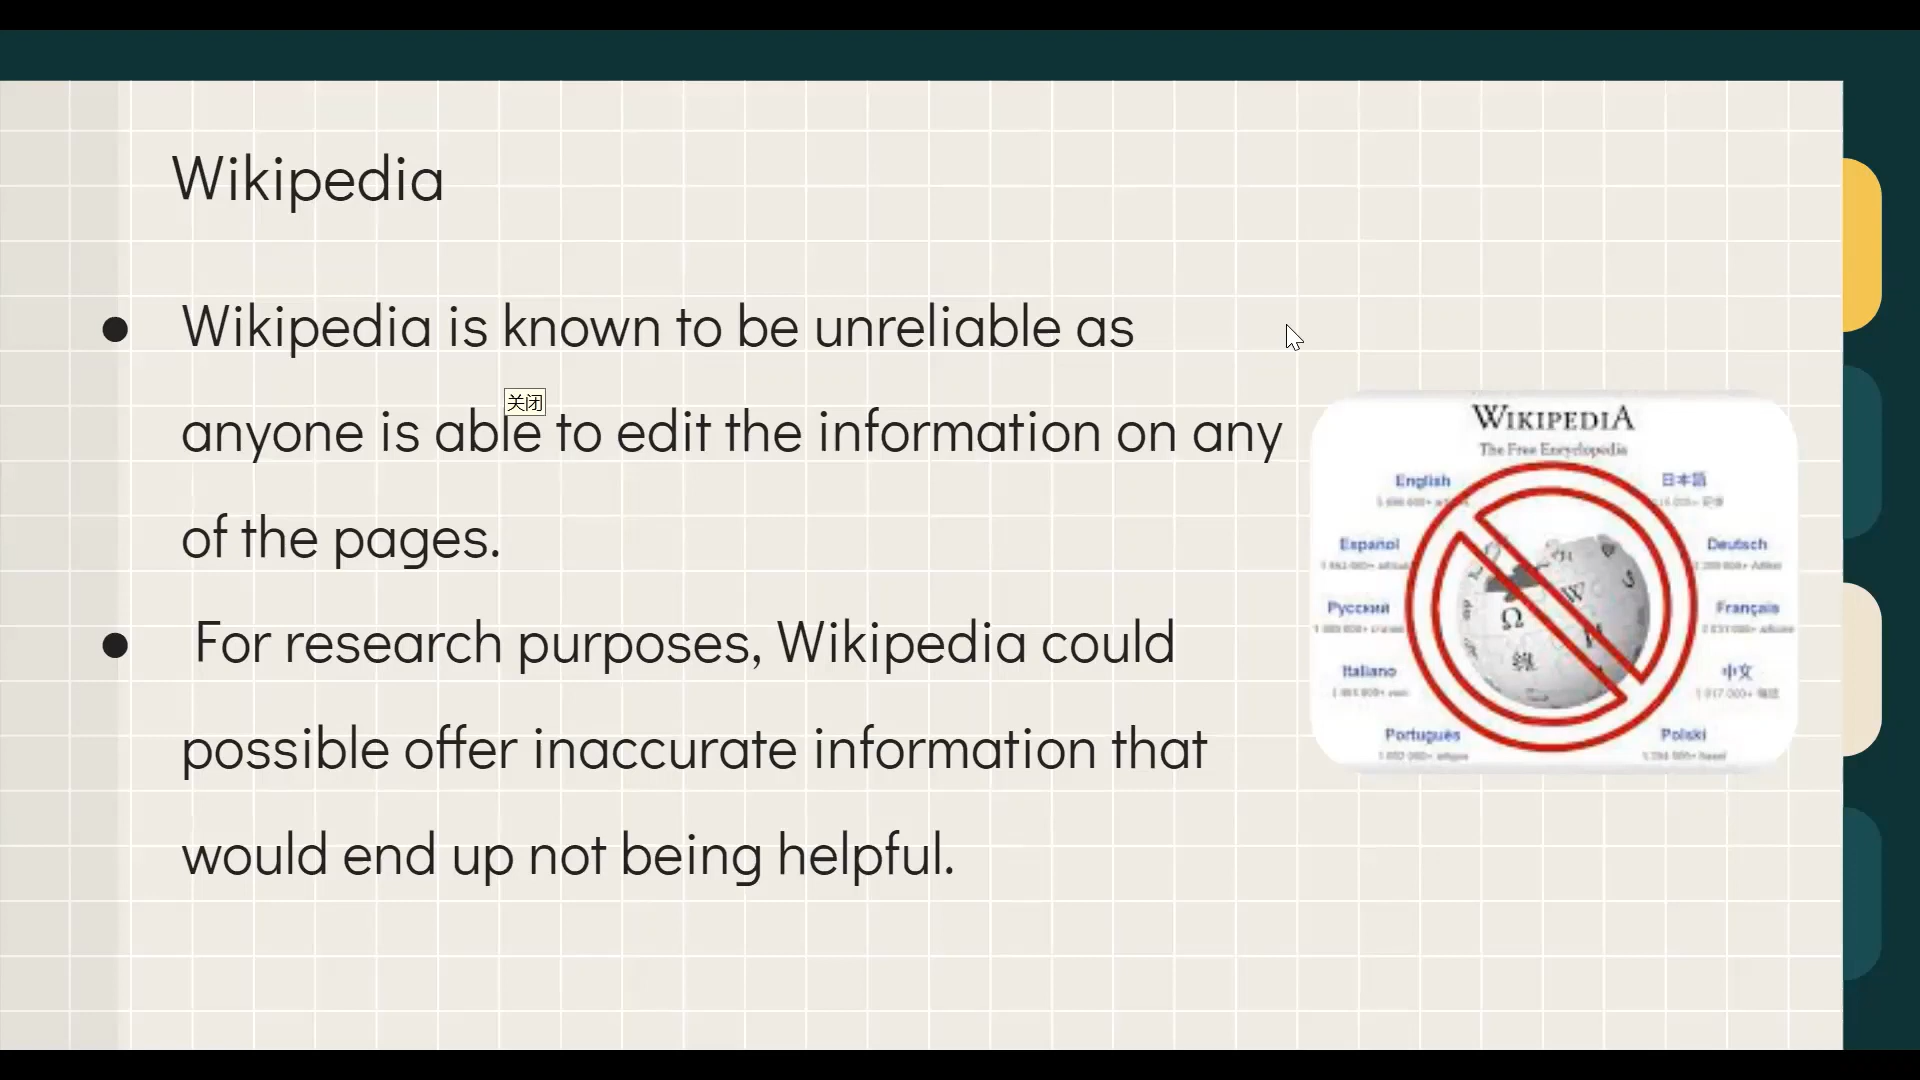 Wikipedia
● Wikipedia is known to be unreliable as
关闭
anyone is able to edit the information on any
of the pages.
● For research purposes, Wikipedia could
possible offer inaccurate information that
would end up not being helpful.
WIKIPEDIA
The Free Encyclopedia
English
日本語
Español
Deutsch
Русский
Français
Italiano
中文
Português
Polski